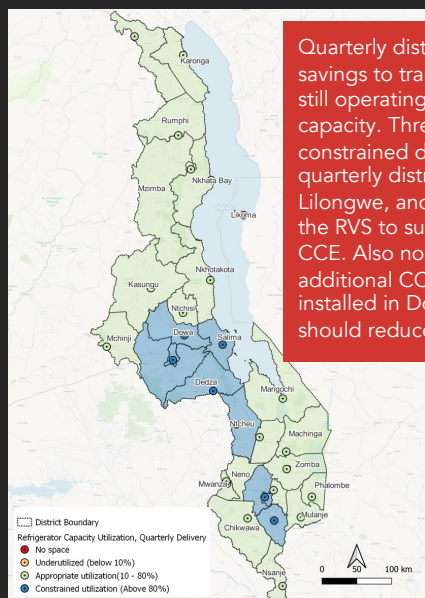 Quarterly dist
savings to tra
still operating
capacity. Thre
constrained d
quarterly distr
Lilongwe, and
the RVS to su
CCE. Also no
additional CC
installed in Do
should reduce
Karonga
Rumphi
Nkhata Bay
Mzimba
Likoma
Nkhotakota
Kasungu
Ntchisi
Dowa
Salima
Mchinji
Dedza
Mangochi
Ntcheu
Machinga
Zomba
Neno
Phalombe
Mwanza
Mulanje
Chikwawa
Nsanje
District Boundary
Refrigerator Capacity Utilization, Quarterly Delivery
No space
Underutilized (below 10%)
Appropriate utilization(10 - 80%)
Constrained utilization (Above 80%)
0 50 100 km